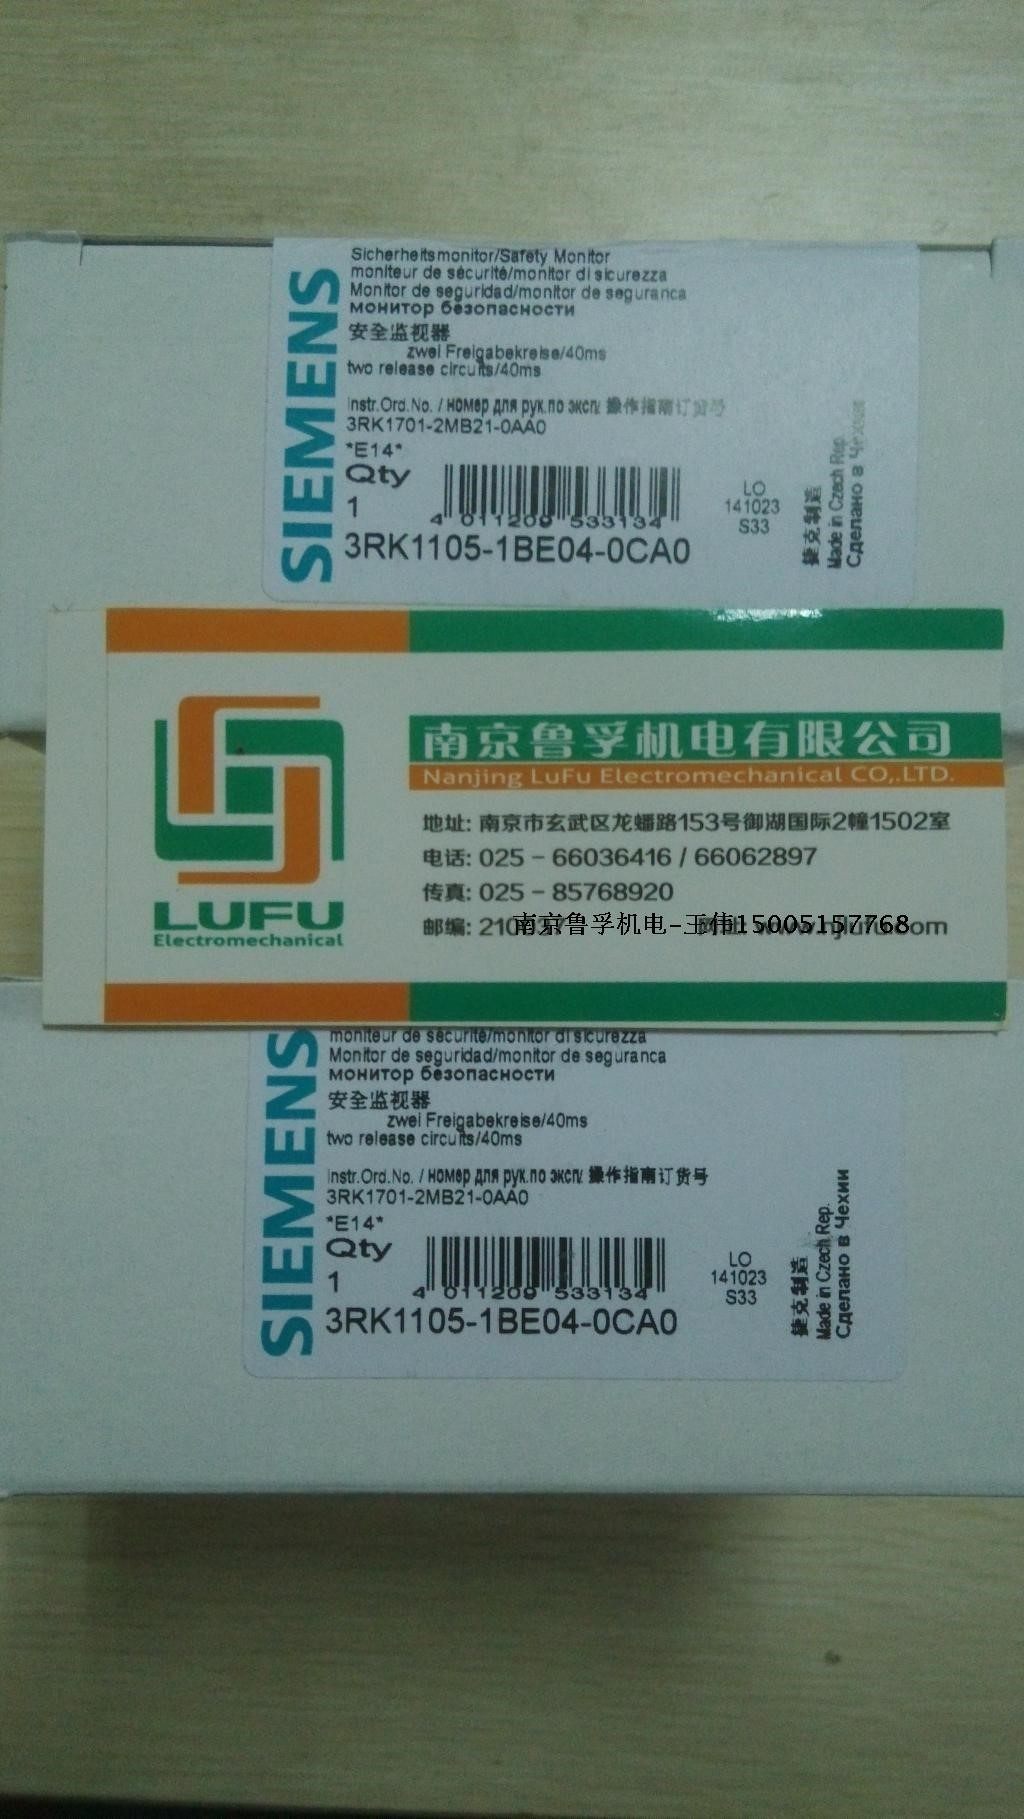 SIEMENS
Sicherheitsmonitor/Safety Monitor
moniteur de sécurité/monitor di sicurezza
Monitor de seguridad/monitor de seguranca
монитор безопасности
安全监视器
zwei Freigabekreise/40ms
two release circuits/40ms
Instr.Ord.No. / номер для рук.по эксп/ 操作指南订货号
3RK1701-2MB21-0AA0
*E14*
Qty
1
4 011209 533134
3RK1105-1BE04-0CA0
LO
141023
S33
捷克制造
Made in Czech Rep.
Сделано в Чехии
LUFU
Electromechanical
南京鲁孚机电有限公司
Nanjing LuFu Electromechanical CO,.LTD.
地址: 南京市玄武区龙蟠路153号御湖国际2幢1502室
电话: 025 - 66036416 / 66062897
传真: 025 - 85768920
邮编: www.njlufu.com
南京鲁孚机电-王伟15005157768
SIEMENS
moniteur de sécurité/monitor di sicurezza
Monitor de seguridad/monitor de seguranca
монитор безопасности
安全监视器
zwei Freigabekreise/40ms
two release circuits/40ms
Instr.Ord.No. / номер для рук.по эксп/ 操作指南订货号
3RK1701-2MB21-0AA0
*E14*
Qty
1
4 011209 533134
3RK1105-1BE04-0CA0
LO
141023
S33
捷克制造
Made in Czech Rep.
Сделано в Чехии